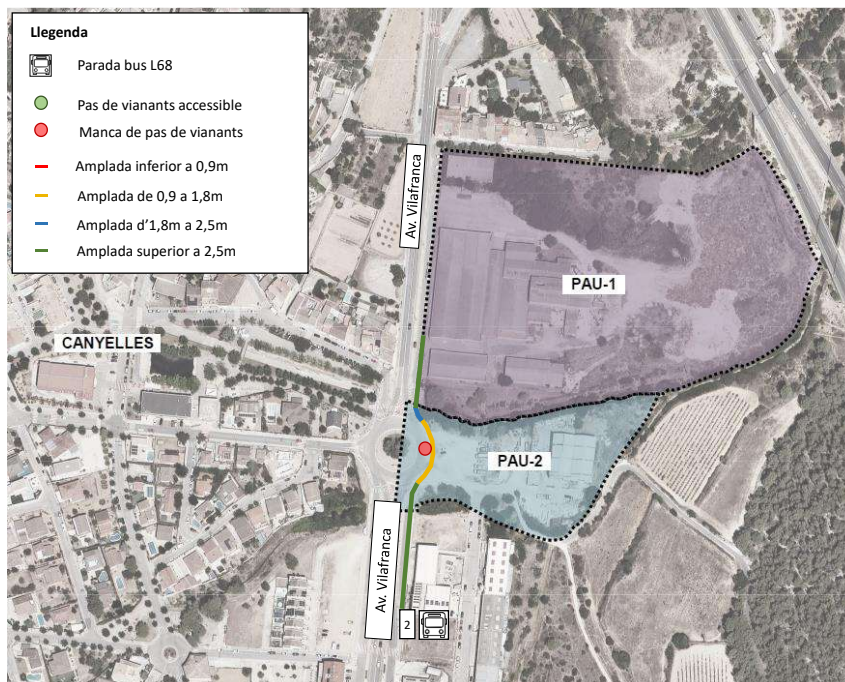 Llegenda
Parada bus L68
Pas de vianants accessible
Manca de pas de vianants
Amplada inferior a 0,9m
Amplada de 0,9 a 1,8m
Amplada d’1,8m a 2,5m
Amplada superior a 2,5m
Av. Vilafranca
PAU-1
CANYELLES
PAU-2
Av. Vilafranca
2